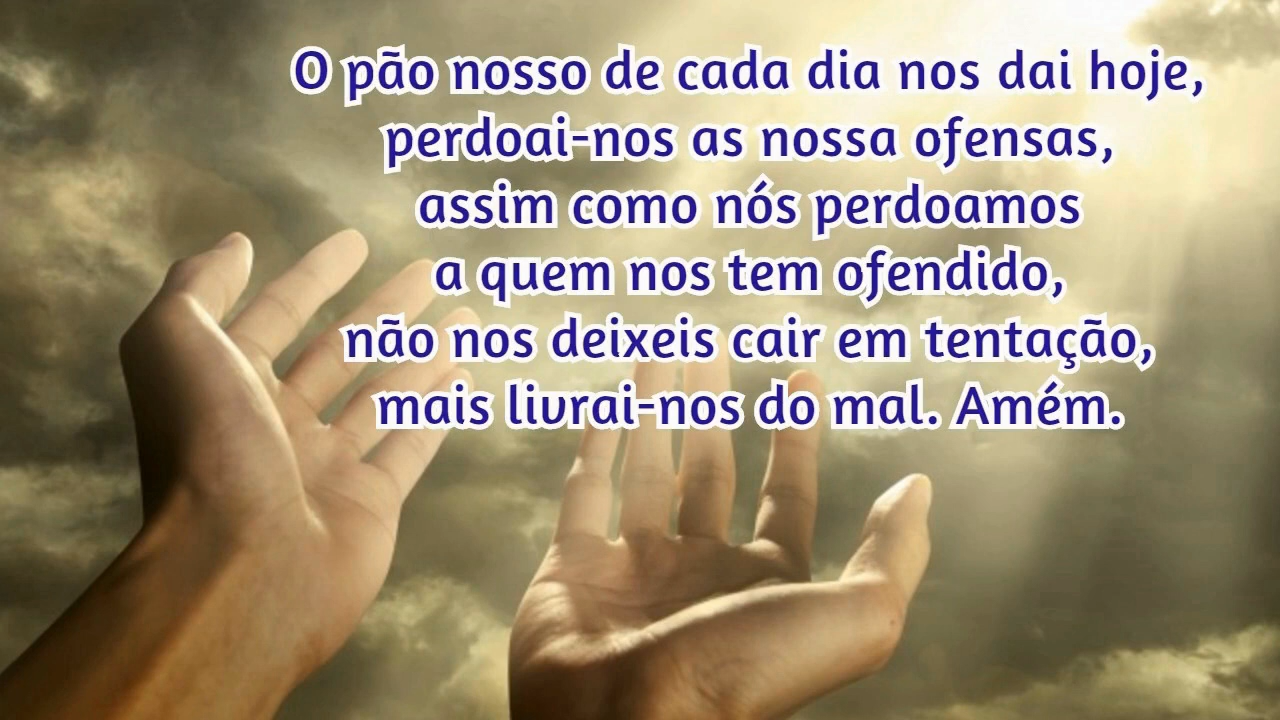 O pão nosso de cada dia nos dai hoje,
perdoai-nos as nossa ofensas,
assim como nós perdoamos
a quem nos tem ofendido,
não nos deixeis cair em tentação,
mais livrai-nos do mal. Amém.